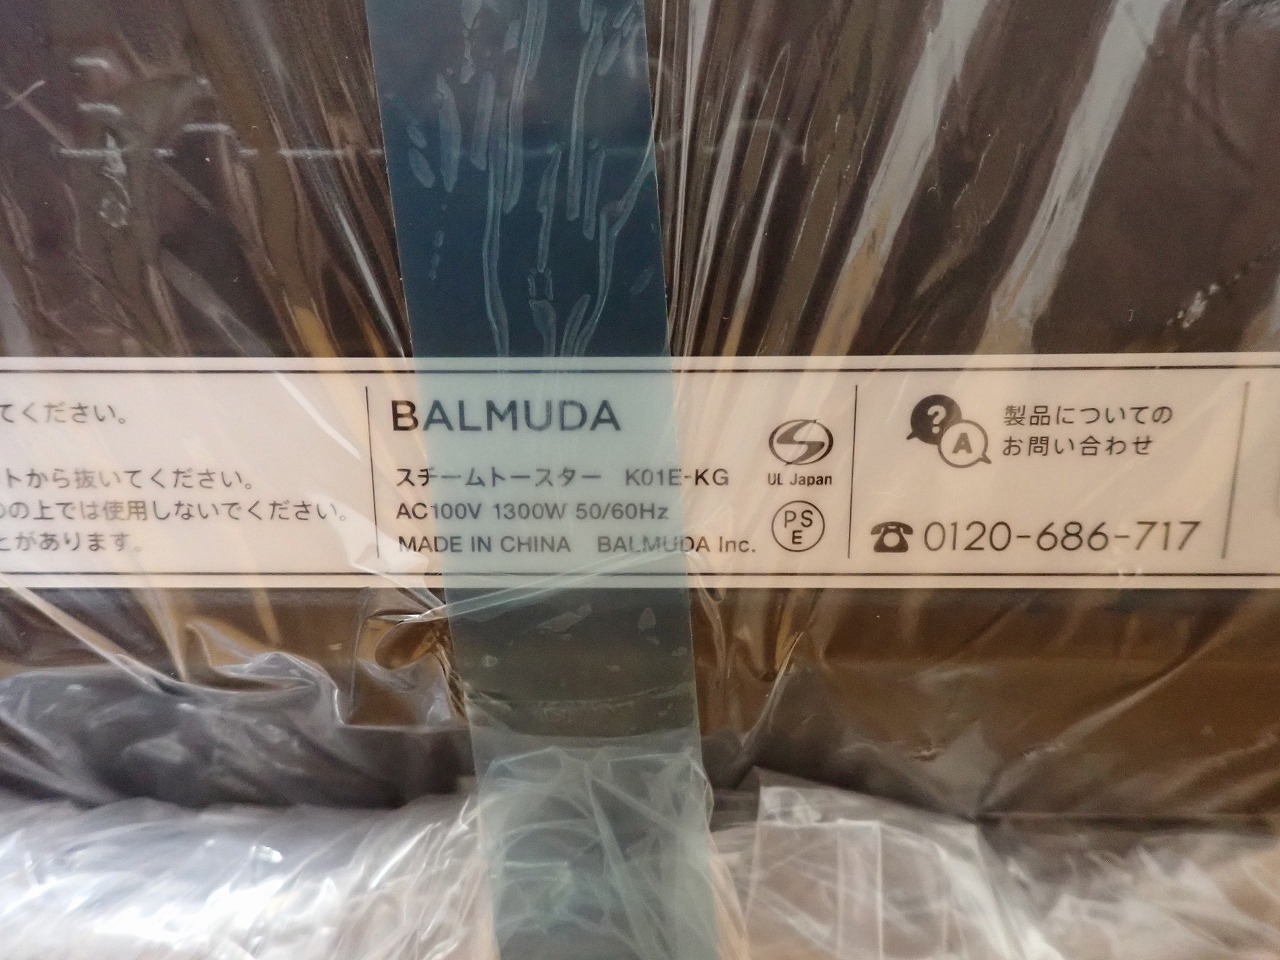 てください。
トから抜いてください。
の上では使用しないでください。
とがあります。
BALMUDA
スチームトースター K01E-KG
AC100V 1300W 50/60Hz
MADE IN CHINA BALMUDA Inc.
S
UL Japan
PS
E
?
A
製品についての
お問い合わせ
☎0120-686-717